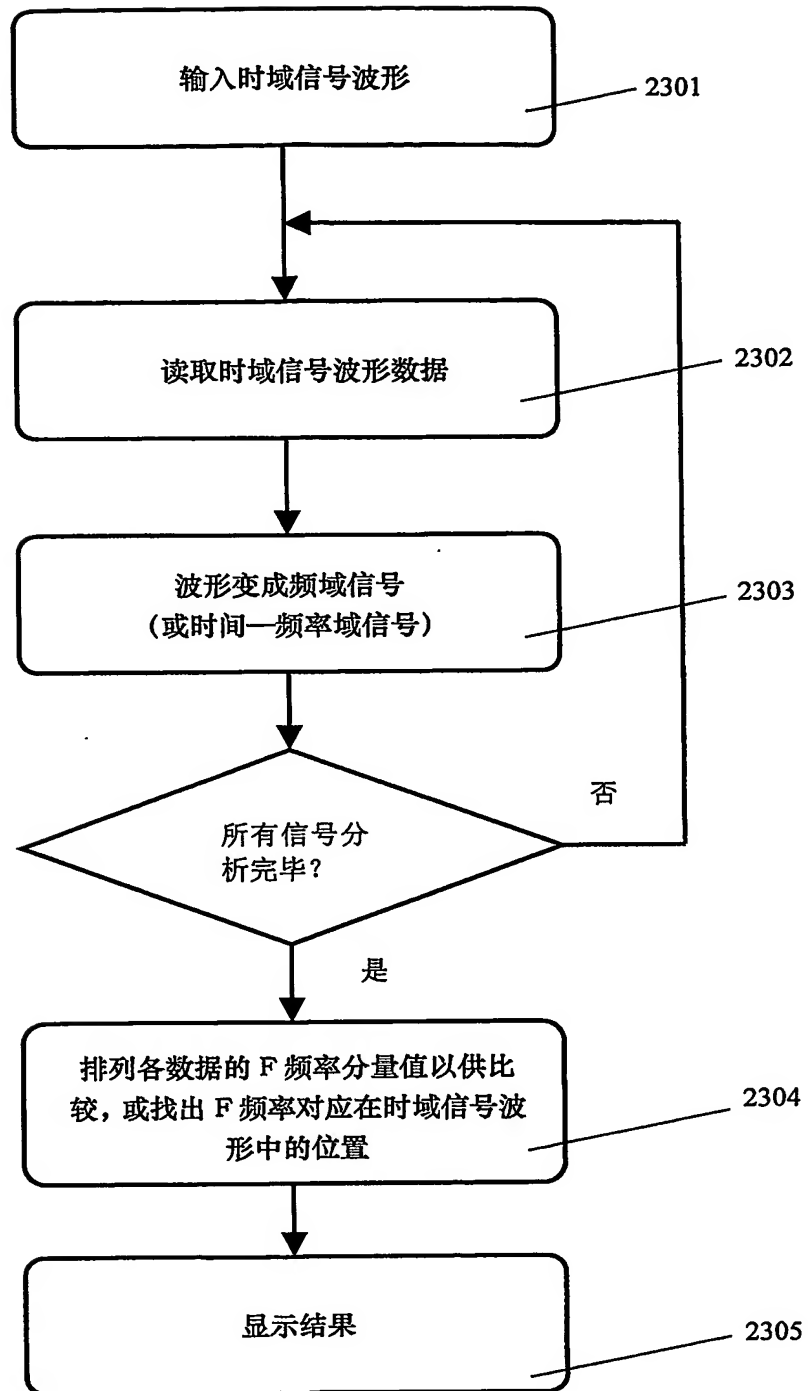 输入时域信号波形
2301
读取时域信号波形数据
2302
波形变成频域信号
(或时间—频率域信号)
2303
所有信号分
析完毕?
否
是
排列各数据的 F 频率分量值以供比
较,或找出 F 频率对应在时域信号波
形中的位置
2304
显示结果
2305